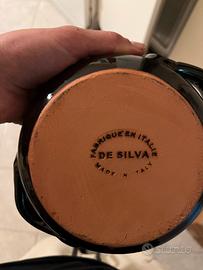 FABRIQUÉ EN ITALIE
DE SILVA
MADE IN ITALY